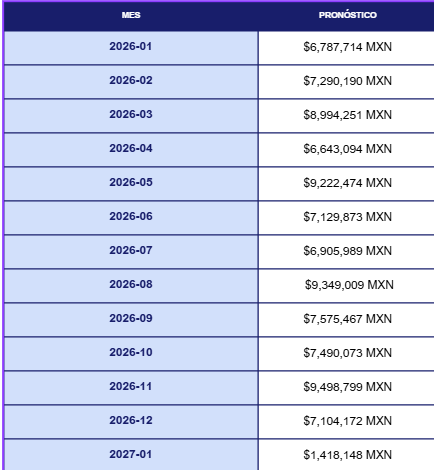 MES PRONÓSTICO
2026-01 $6,787,714 MXN
2026-02 $7,290,190 MXN
2026-03 $8,994,251 MXN
2026-04 $6,643,094 MXN
2026-05 $9,222,474 MXN
2026-06 $7,129,873 MXN
2026-07 $6,905,989 MXN
2026-08 $9,349,009 MXN
2026-09 $7,575,467 MXN
2026-10 $7,490,073 MXN
2026-11 $9,498,799 MXN
2026-12 $7,104,172 MXN
2027-01 $1,418,148 MXN